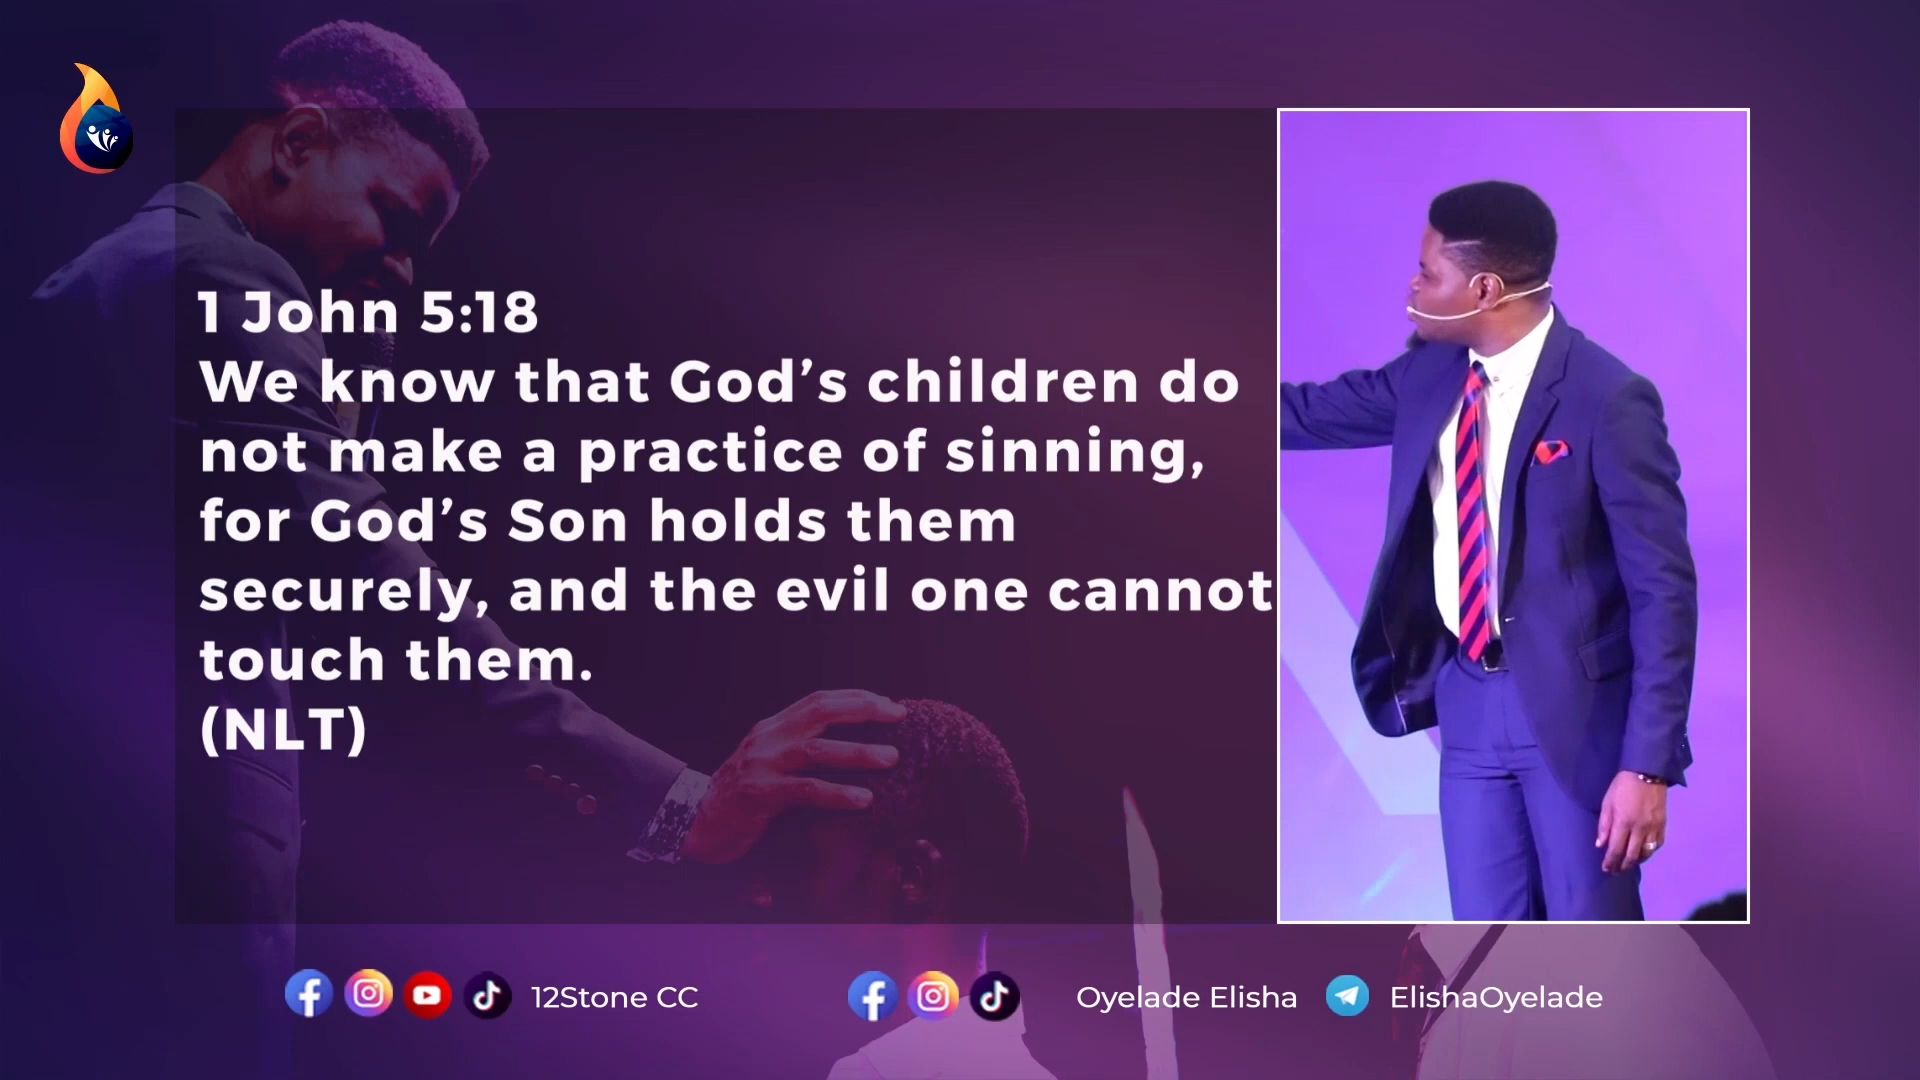 1 John 5:18
We know that God’s children do
not make a practice of sinning,
for God’s Son holds them
securely, and the evil one cannot
touch them.
(NLT)
12Stone CC
Oyelade Elisha
ElishaOyelade